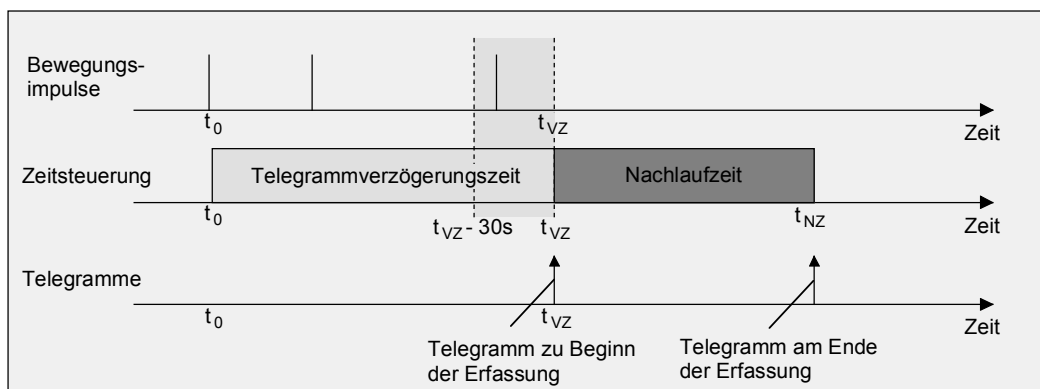 Bewegungs-
impulse
t0
tVZ
Zeit
Zeitsteuerung
Telegrammverzögerungszeit
Nachlaufzeit
t0
tVZ - 30s
tVZ
tNZ
Zeit
Telegramme
t0
tVZ
Zeit
Telegramm zu Beginn
der Erfassung
Telegramm am Ende
der Erfassung